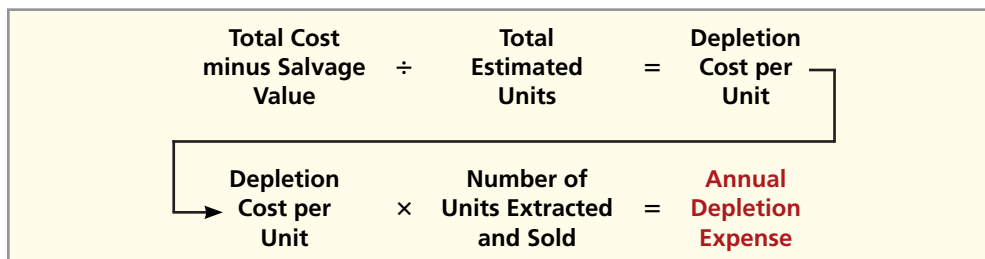 Total Cost Total Depletion
minus Salvage ÷ Estimated = Cost per
Value Units Unit
Depletion Number of Annual
Cost per × Units Extracted = Depletion
Unit and Sold Expense